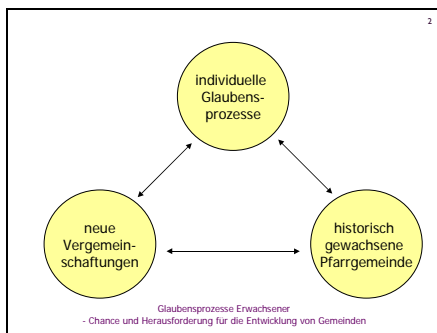 2
individuelle
Glaubens-
prozesse
neue
Vergemein-
schaftungen
historisch
gewachsene
Pfarrgemeinde
Glaubensprozesse Erwachsener
- Chance und Herausforderung für die Entwicklung von Gemeinden